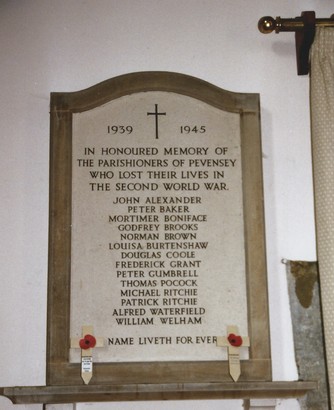 1939 1945
IN HONOURED MEMORY OF
THE PARISHIONERS OF PEVENSEY
WHO LOST THEIR LIVES IN
THE SECOND WORLD WAR.
JOHN ALEXANDER
PETER BAKER
MORTIMER BONIFACE
GODFREY BROOKS
NORMAN BROWN
LOUISA BURTENSHAW
DOUGLAS COOLE
FREDERICK GRANT
PETER GUMBRELL
THOMAS POCOCK
MICHAEL RITCHIE
PATRICK RITCHIE
ALFRED WATERFIELD
WILLIAM WELHAM
NAME LIVETH FOR EVER